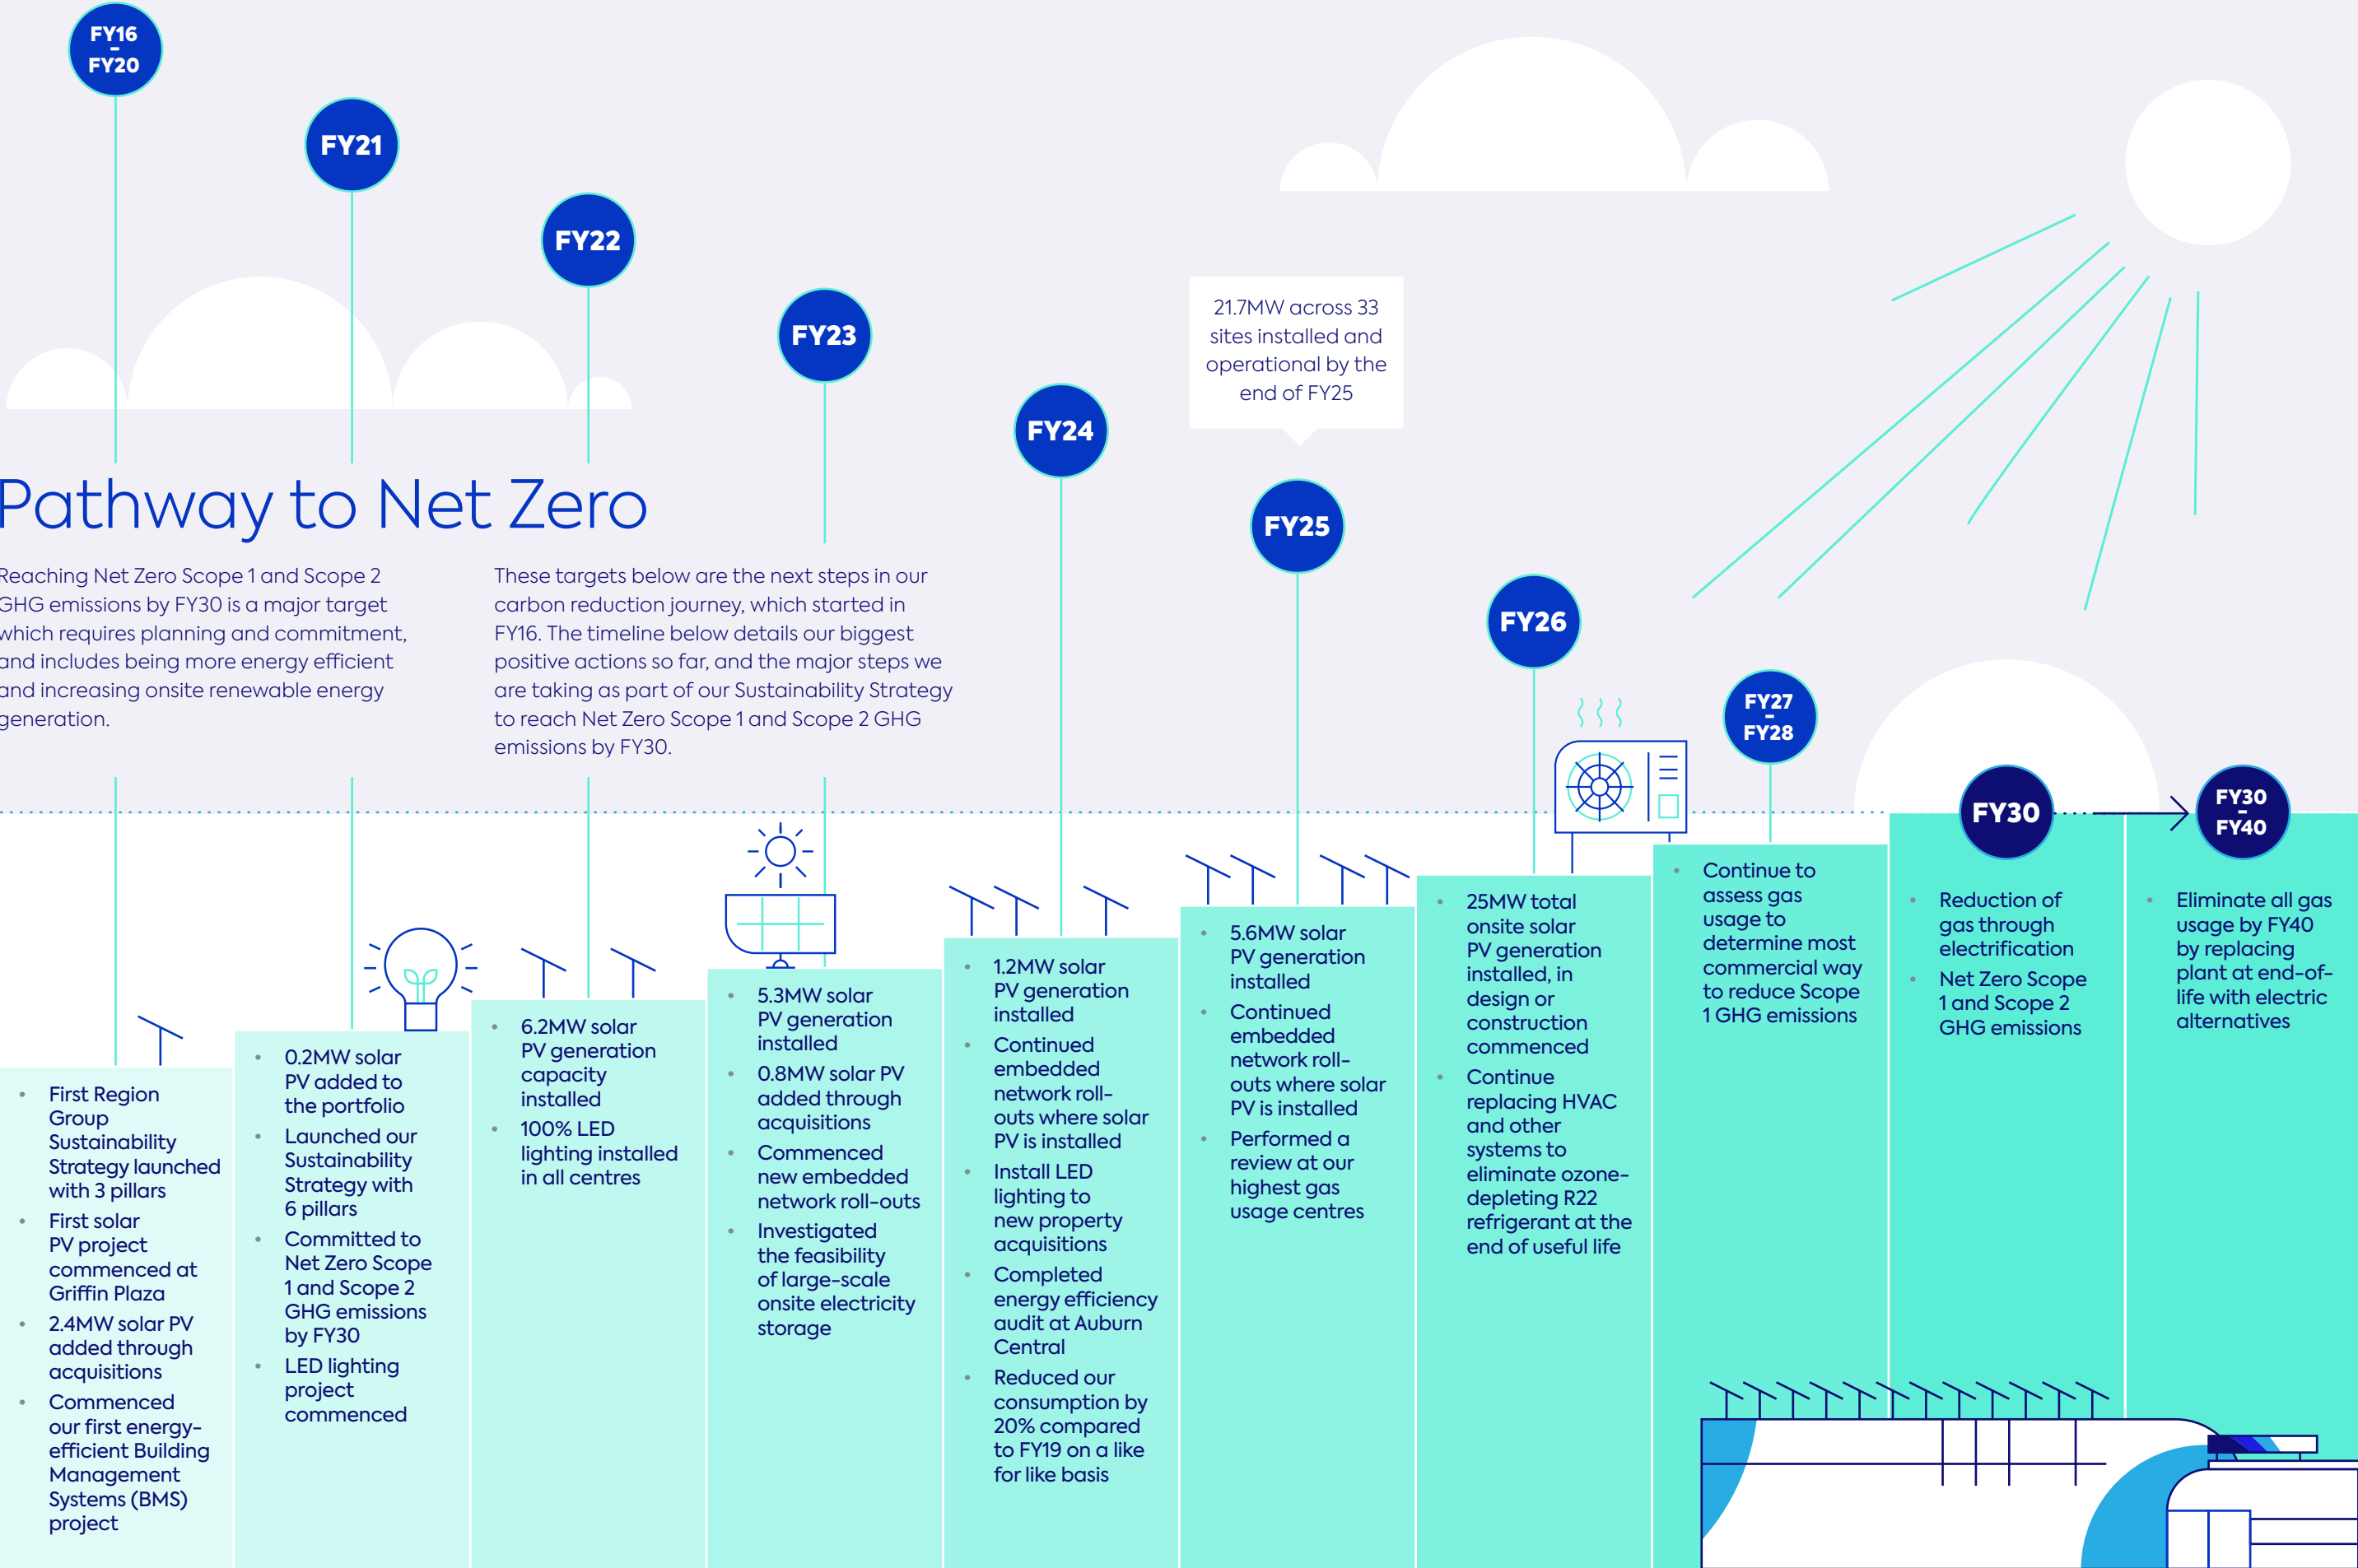 FY16
–
FY20
FY21
FY22
FY23
FY24
21.7MW across 33
sites installed and
operational by the
end of FY25
FY25
FY26
FY27
–
FY28
FY30
FY30
–
FY40
Pathway to Net Zero
Reaching Net Zero Scope 1 and Scope 2
GHG emissions by FY30 is a major target
which requires planning and commitment,
and includes being more energy efficient
and increasing onsite renewable energy
generation.
These targets below are the next steps in our
carbon reduction journey, which started in
FY16. The timeline below details our biggest
positive actions so far, and the major steps we
are taking as part of our Sustainability Strategy
to reach Net Zero Scope 1 and Scope 2 GHG
emissions by FY30.
• First Region
Group
Sustainability
Strategy launched
with 3 pillars
• First solar
PV project
commenced at
Griffin Plaza
• 2.4MW solar PV
added through
acquisitions
• Commenced
our first energy-
efficient Building
Management
Systems (BMS)
project
• 0.2MW solar
PV added to
the portfolio
• Launched our
Sustainability
Strategy with
6 pillars
• Committed to
Net Zero Scope
1 and Scope 2
GHG emissions
by FY30
• LED lighting
project
commenced
• 6.2MW solar
PV generation
capacity
installed
• 100% LED
lighting installed
in all centres
• 5.3MW solar
PV generation
installed
• 0.8MW solar PV
added through
acquisitions
• Commenced
new embedded
network roll-outs
• Investigated
the feasibility
of large-scale
onsite electricity
storage
• 1.2MW solar
PV generation
installed
• Continued
embedded
network roll-
outs where solar
PV is installed
• Install LED
lighting to
new property
acquisitions
• Completed
energy efficiency
audit at Auburn
Central
• Reduced our
consumption by
20% compared
to FY19 on a like
for like basis
• 5.6MW solar
PV generation
installed
• Continued
embedded
network roll-
outs where solar
PV is installed
• Performed a
review at our
highest gas
usage centres
• 25MW total
onsite solar
PV generation
installed, in
design or
construction
commenced
• Continue
replacing HVAC
and other
systems to
eliminate ozone-
depleting R22
refrigerant at the
end of useful life
• Continue to
assess gas
usage to
determine most
commercial way
to reduce Scope
1 GHG emissions
• Reduction of
gas through
electrification
• Net Zero Scope
1 and Scope 2
GHG emissions
• Eliminate all gas
usage by FY40
by replacing
plant at end-of-
life with electric
alternatives